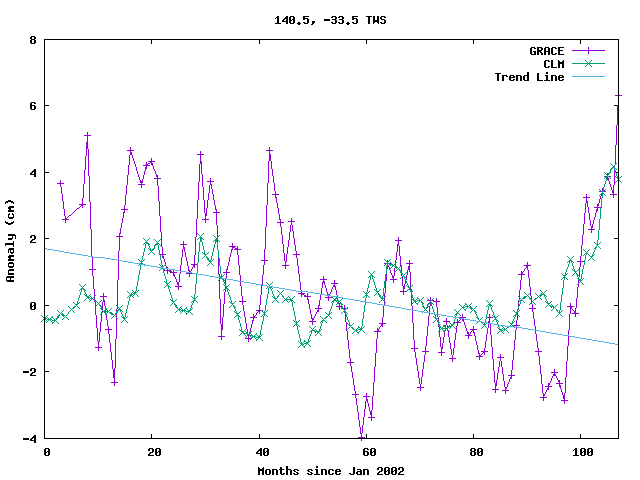 140.5, -33.5 TWS
GRACE
CLM
Trend Line
8
6
4
2
0
-2
-4
Anomaly (cm)
0 20 40 60 80 100
Months since Jan 2002